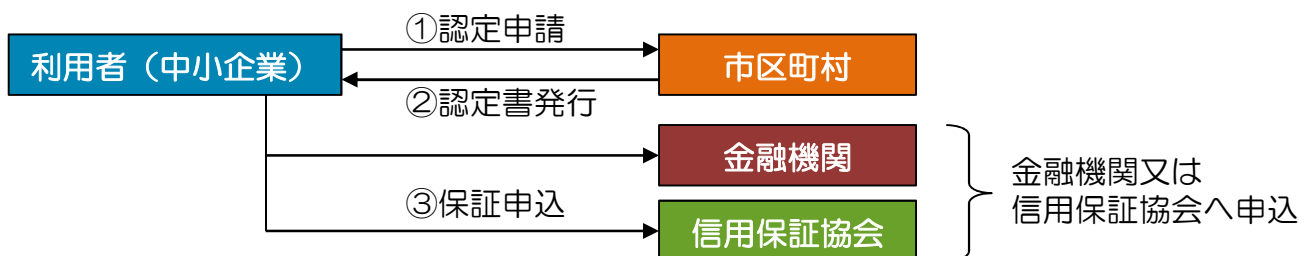 ①認定申請
利用者（中小企業）
市区町村
②認定書発行
金融機関
金融機関又は
信用保証協会へ申込
③保証申込
信用保証協会